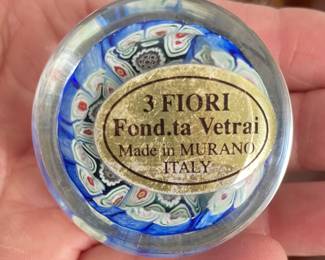 3 FIORI
Fond.ta Vetrai
Made in MURANO
ITALY